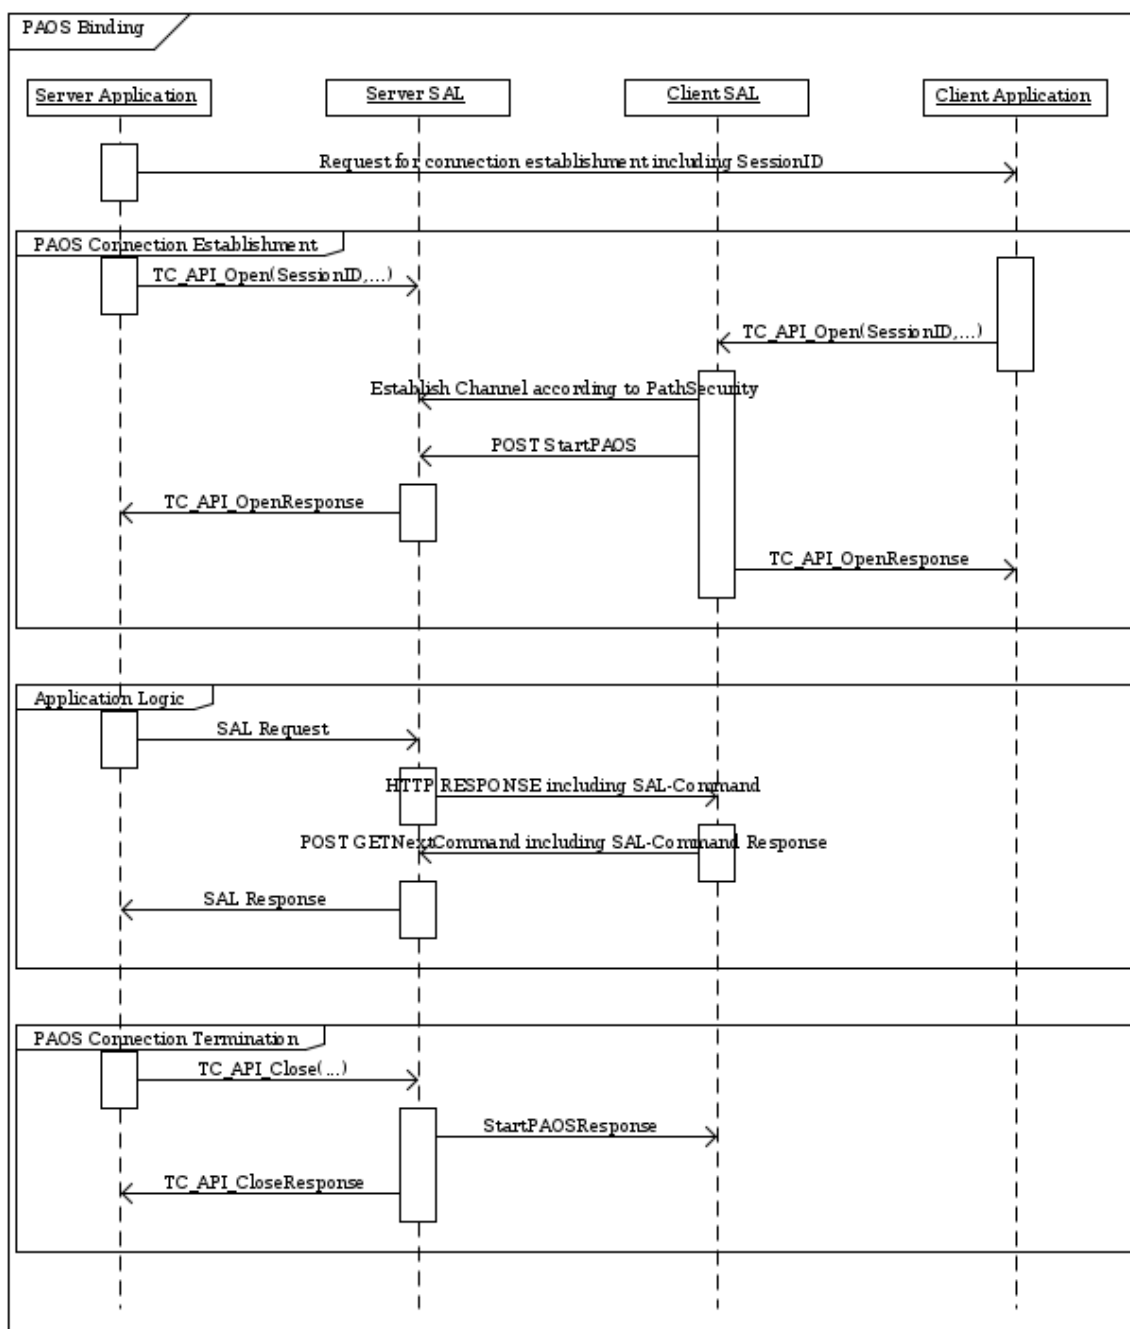 PAOS Binding
Server Application
Server SAL
Client SAL
Client Application
Request for connection establishment including SessionID
PAOS Connection Establishment
TC_API_Open(SessionID,...)
TC_API_Open(SessionID,...)
Establish Channel according to PathSecurity
POST StartPAOS
TC_API_OpenResponse
TC_API_OpenResponse
Application Logic
SAL Request
HTTP RESPONSE including SAL-Command
POST GETNextCommand including SAL-Command Response
SAL Response
PAOS Connection Termination
TC_API_Close(...)
StartPAOSResponse
TC_API_CloseResponse